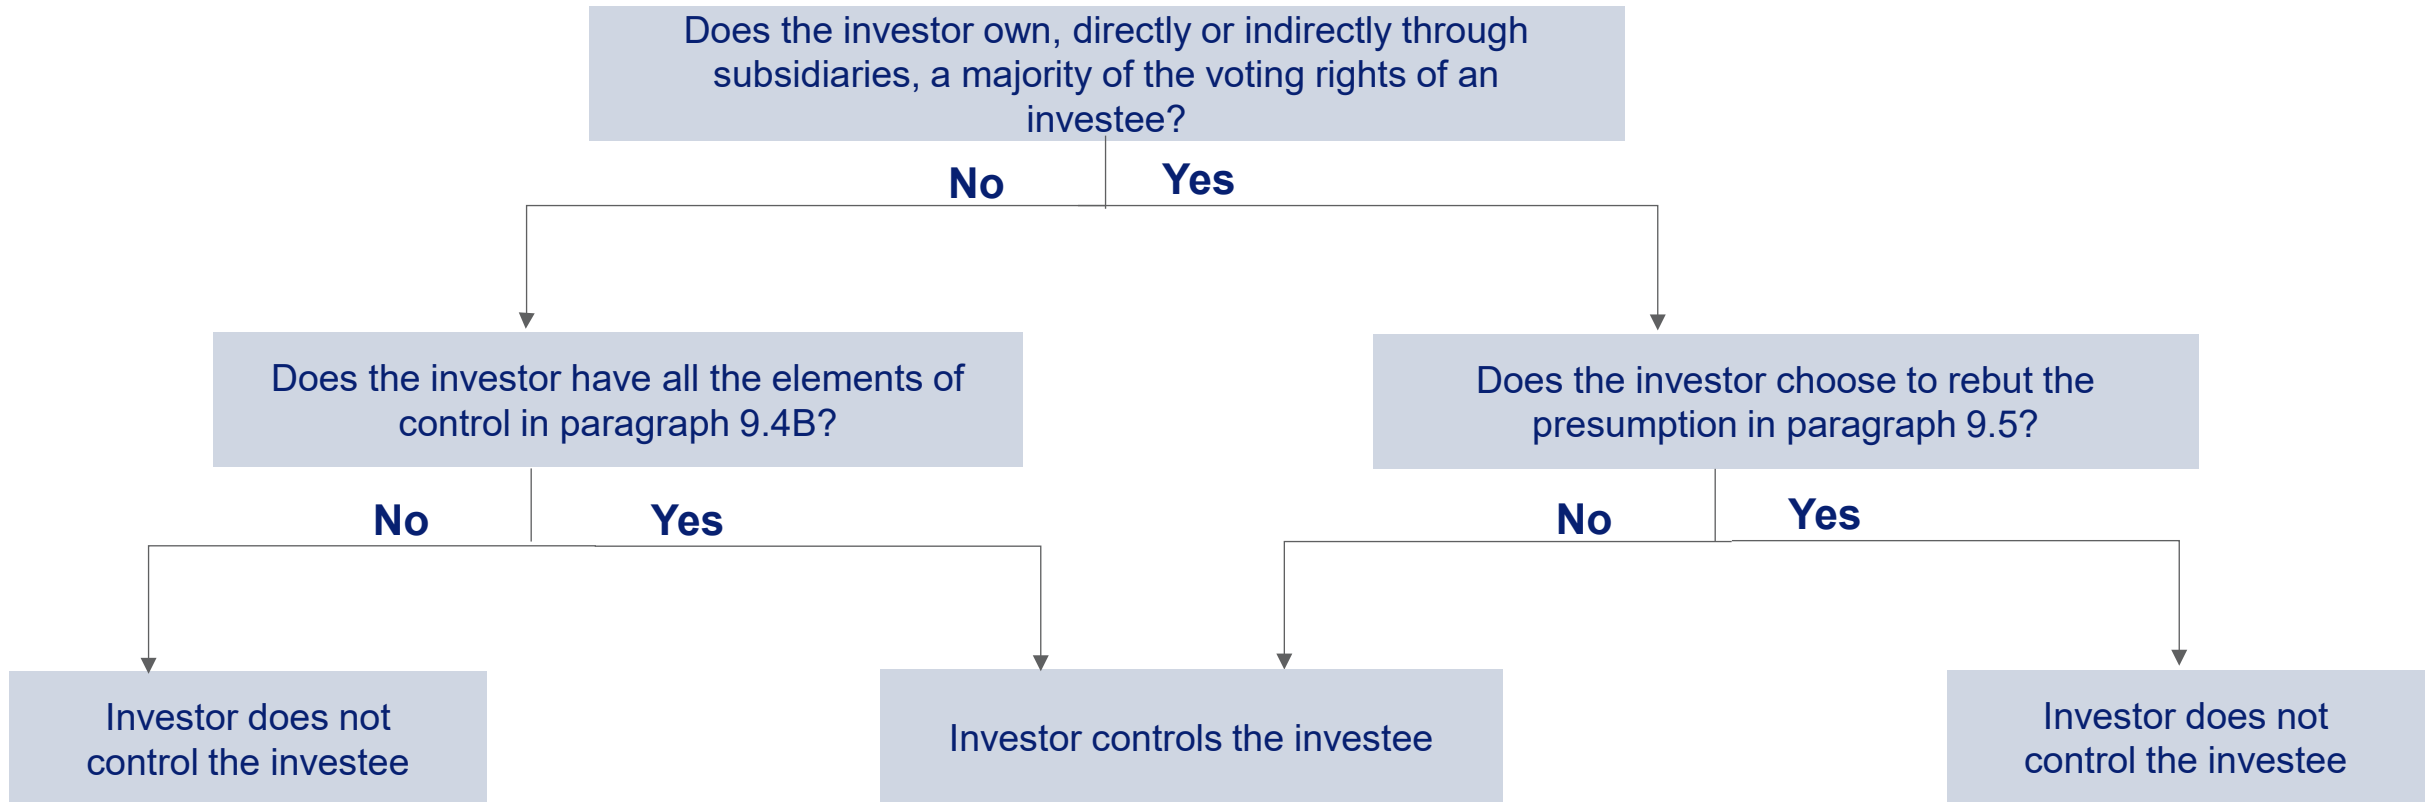 Does the investor own, directly or indirectly through
subsidiaries, a majority of the voting rights of an
investee?
No
Yes
Does the investor have all the elements of
control in paragraph 9.4B?
Does the investor choose to rebut the
presumption in paragraph 9.5?
No
Yes
No
Yes
Investor does not
control the investee
Investor controls the investee
Investor does not
control the investee